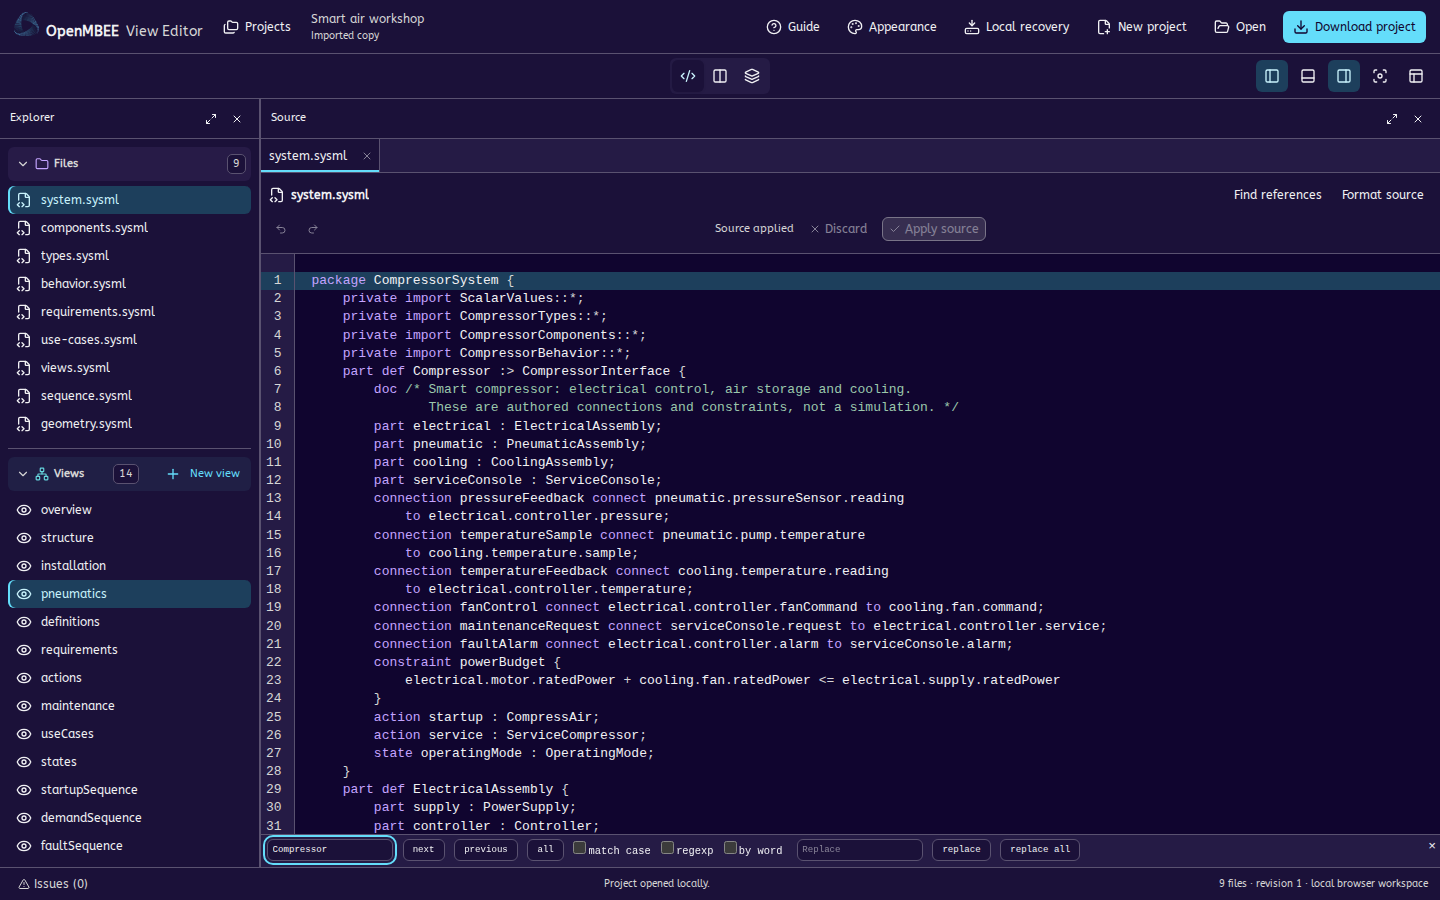 OpenMBEE View Editor
Projects
Smart air workshop
Imported copy
Guide
Appearance
Local recovery
New project
Open
Download project
Explorer
Files
9
system.sysml
components.sysml
types.sysml
behavior.sysml
requirements.sysml
use-cases.sysml
views.sysml
sequence.sysml
geometry.sysml
Views
14
New view
overview
structure
installation
pneumatics
definitions
requirements
actions
maintenance
useCases
states
startupSequence
demandSequence
faultSequence
Source
system.sysml
system.sysml
Find references
Format source
Source applied
Discard
Apply source
1 package CompressorSystem {
2 private import ScalarValues::*;
3 private import CompressorTypes::*;
4 private import CompressorComponents::*;
5 private import CompressorBehavior::*;
6 part def Compressor :> CompressorInterface {
7 doc /* Smart compressor: electrical control, air storage and cooling.
8 These are authored connections and constraints, not a simulation. */
9 part electrical : ElectricalAssembly;
10 part pneumatic : PneumaticAssembly;
11 part cooling : CoolingAssembly;
12 part serviceConsole : ServiceConsole;
13 connection pressureFeedback connect pneumatic.pressureSensor.reading
14 to electrical.controller.pressure;
15 connection temperatureSample connect pneumatic.pump.temperature
16 to cooling.temperature.sample;
17 connection temperatureFeedback connect cooling.temperature.reading
18 to electrical.controller.temperature;
19 connection fanControl connect electrical.controller.fanCommand to cooling.fan.command;
20 connection maintenanceRequest connect serviceConsole.request to electrical.controller.service;
21 connection faultAlarm connect electrical.controller.alarm to serviceConsole.alarm;
22 constraint powerBudget {
23 electrical.motor.ratedPower + cooling.fan.ratedPower <= electrical.supply.ratedPower
24 }
25 action startup : CompressAir;
26 action service : ServiceCompressor;
27 state operatingMode : OperatingMode;
28 }
29 part def ElectricalAssembly {
30 part supply : PowerSupply;
31 part controller : Controller;
Compressor
next
previous
all
match case
regexp
by word
Replace
replace
replace all
×
Issues (0)
Project opened locally.
9 files · revision 1 · local browser workspace